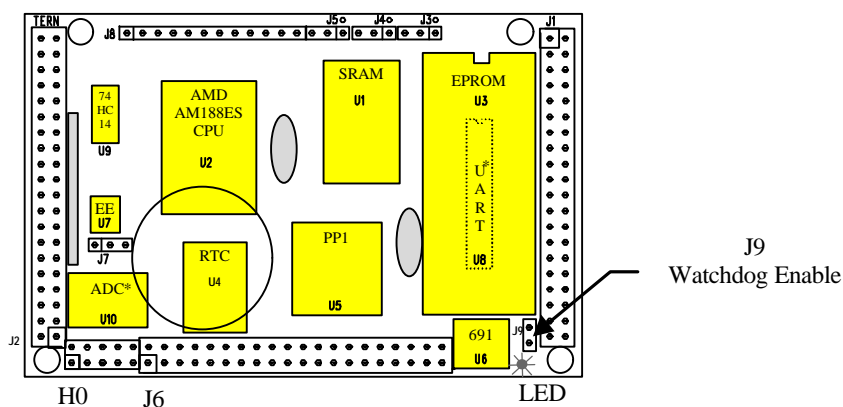 TERN
J8
J5
J4
J3
J1
74
HC
14
U9
AMD
AM188ES
CPU
U2
SRAM
U1
EPROM
U3
U*
A
R
T
U8
EE
U7
J7
RTC
U4
PP1
U5
ADC*
U10
691
U6
J9
J9
Watchdog Enable
J2
H0
J6
LED